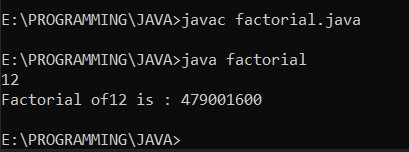 E:\PROGRAMMING\JAVA>javac factorial.java
E:\PROGRAMMING\JAVA>java factorial
12
Factorial of12 is : 479001600
E:\PROGRAMMING\JAVA>